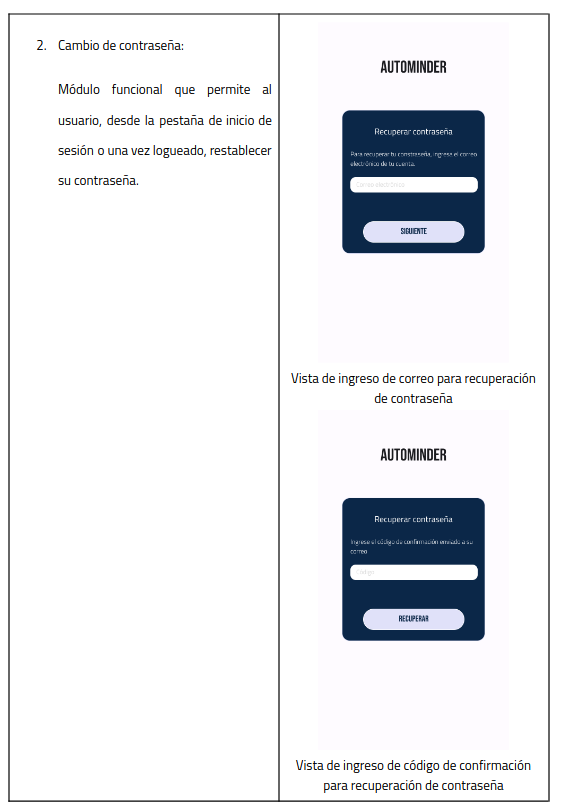 2. Cambio de contraseña:
Módulo funcional que permite al
usuario, desde la pestaña de inicio de
sesión o una vez logueado, restablecer
su contraseña.
AUTOMINDER
Recuperar contraseña
Para recuperar tu constraseña, ingrese el correo
electrónico de tu cuenta.
Correo electrónico
SIGUIENTE
Vista de ingreso de correo para recuperación
de contraseña
AUTOMINDER
Recuperar contraseña
Ingrese el código de confirmación enviado a su
correo
Código
RECUPERAR
Vista de ingreso de código de confirmación
para recuperación de contraseña